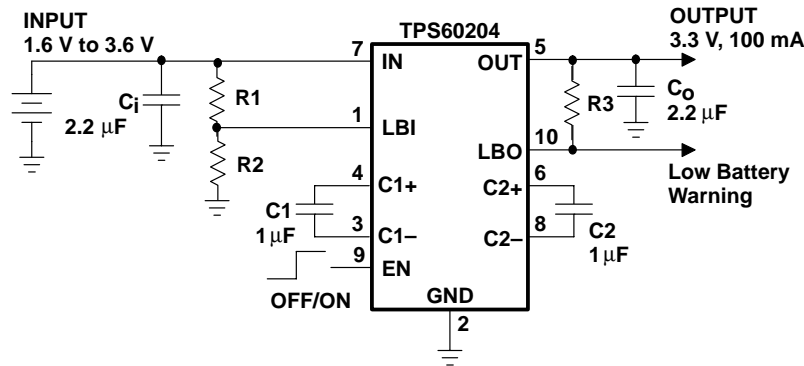 INPUT
1.6 V to 3.6 V
TPS60204
OUTPUT
3.3 V, 100 mA
7
IN
OUT
5
Ci
2.2 µF
R1
R2
1
LBI
R3
Co
2.2 µF
10
LBO
Low Battery
Warning
4
C1+
C2+
6
C1
1 µF
3
C1–
C2–
8
C2
1 µF
9
EN
OFF/ON
GND
2